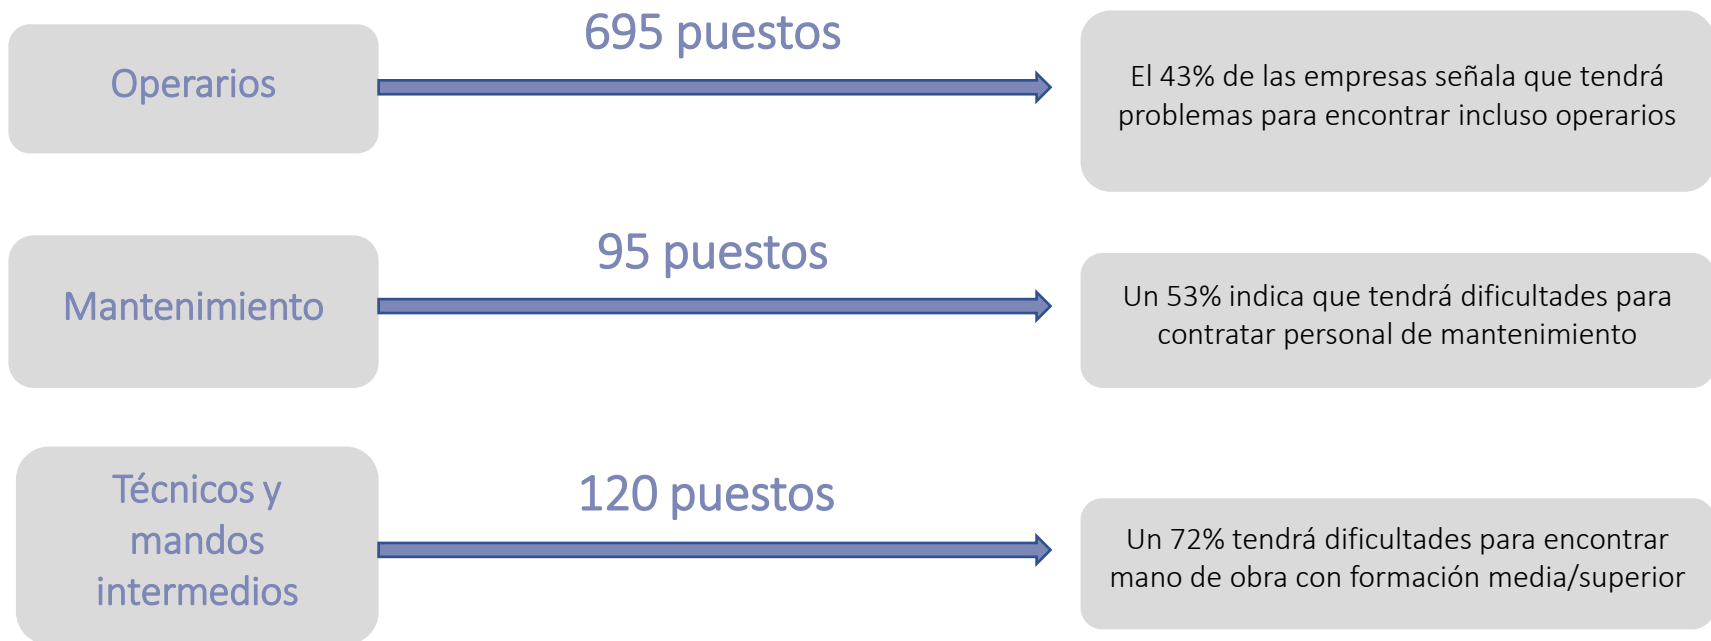 Operarios
695 puestos
El 43% de las empresas señala que tendrá
problemas para encontrar incluso operarios
Mantenimiento
95 puestos
Un 53% indica que tendrá dificultades para
contratar personal de mantenimiento
Técnicos y
mandos
intermedios
120 puestos
Un 72% tendrá dificultades para encontrar
mano de obra con formación media/superior